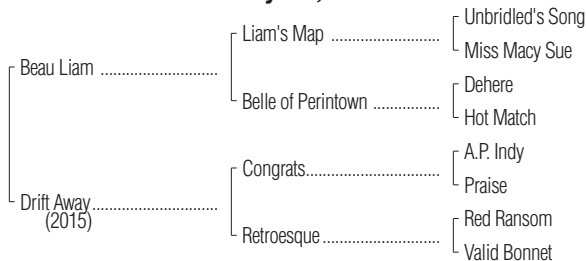 Unbridled's Song
Liam's Map ........................
Miss Macy Sue
Beau Liam ..........................
Dehere
Belle of Perintown ................
Hot Match
A.P. Indy
Congrats..............................
Praise
Drift Away............................
(2015)
Red Ransom
Retroesque ..........................
Valid Bonnet